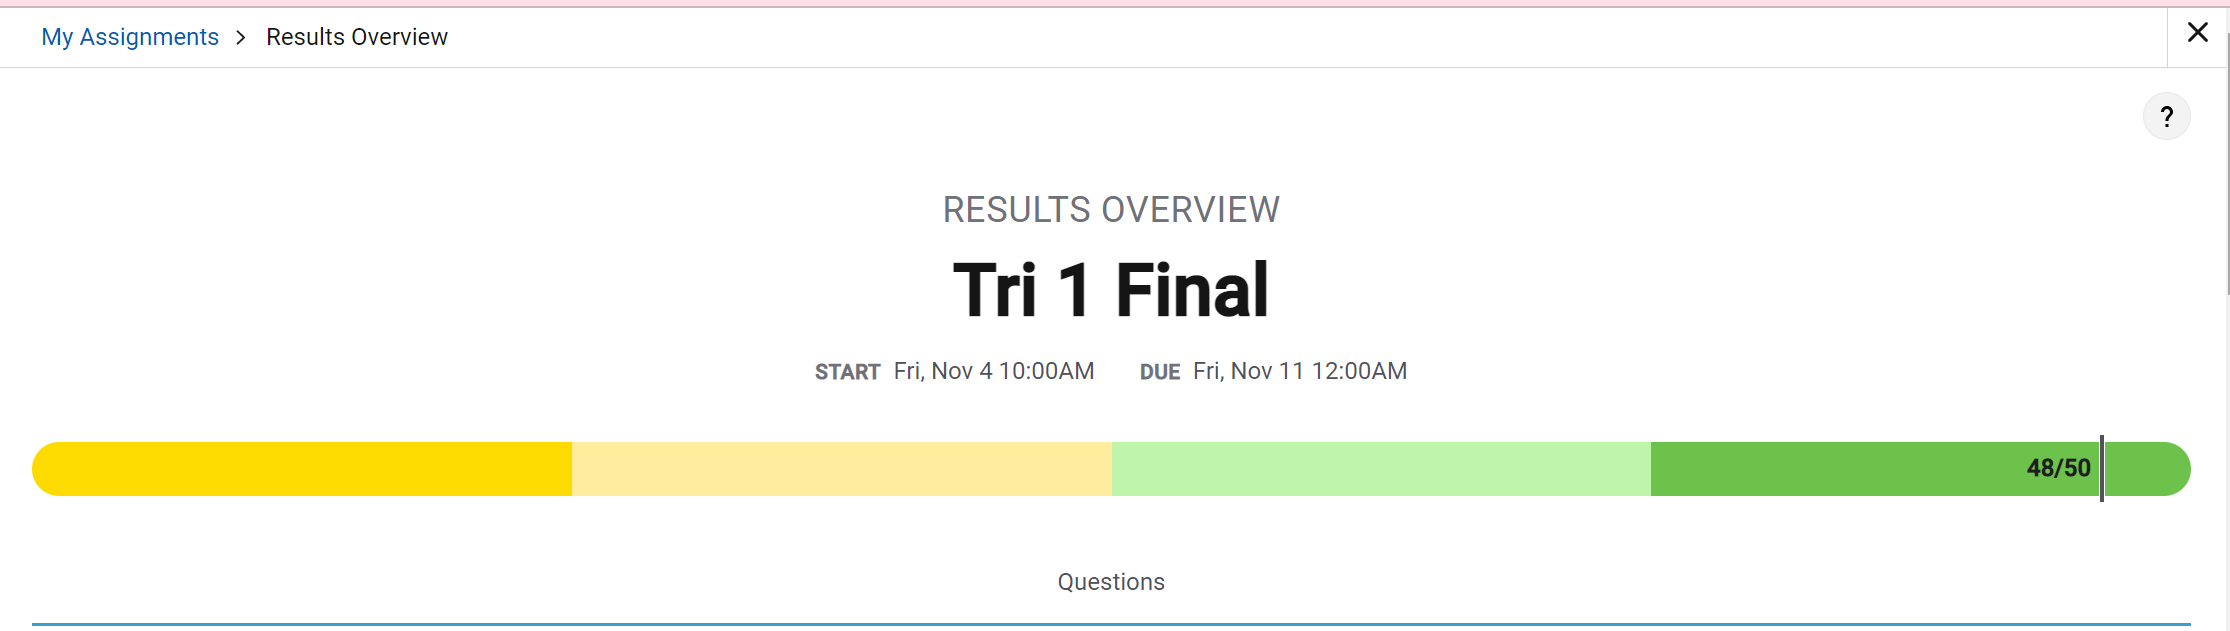 My Assignments > Results Overview
?
RESULTS OVERVIEW
Tri 1 Final
START Fri, Nov 4 10:00AM DUE Fri, Nov 11 12:00AM
48/50
Questions